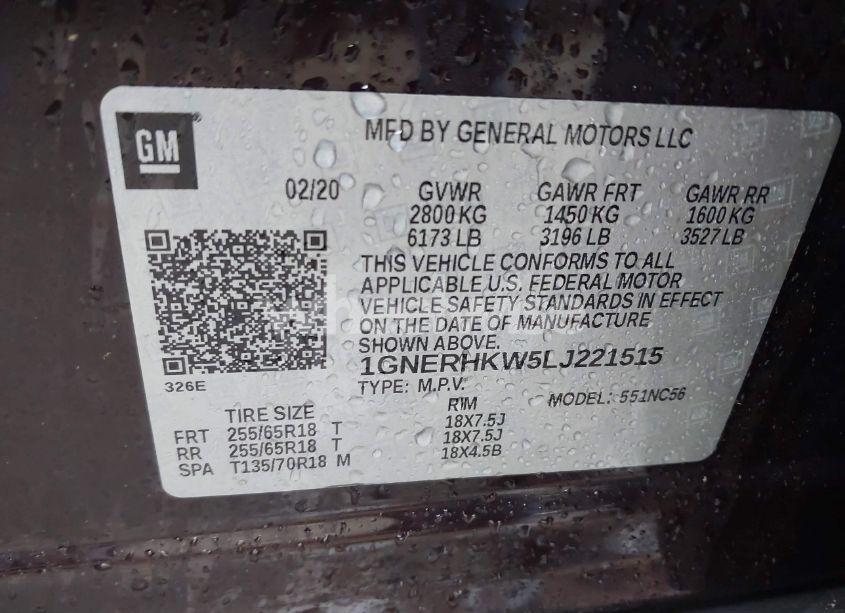 GM
MFD BY GENERAL MOTORS LLC
02/20 GVWR GAWR FRT GAWR RR
2800 KG 1450 KG 1600 KG
6173 LB 3196 LB 3527 LB
THIS VEHICLE CONFORMS TO ALL
APPLICABLE U.S. FEDERAL MOTOR
VEHICLE SAFETY STANDARDS IN EFFECT
ON THE DATE OF MANUFACTURE
SHOWN ABOVE.
1GNERHKW5LJ221515
326E
TYPE: M.P.V. MODEL: 551NC56
TIRE SIZE RIM
FRT 255/65R18 T 18X7.5J
RR 255/65R18 T 18X7.5J
SPA T135/70R18 M 18X4.5B